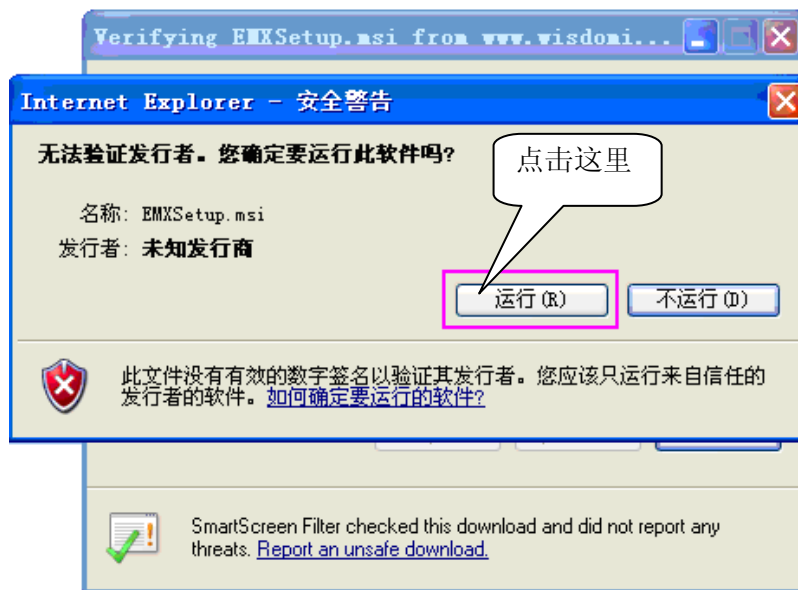 Verifying EMXSetup.msi from www.wisdomi...
Internet Explorer - 安全警告
无法验证发行者。您确定要运行此软件吗?
点击这里
名称: EMXSetup.msi
发行者: 未知发行商
运行(R)
不运行(D)
此文件没有有效的数字签名以验证其发行者。您应该只运行来自信任的
发行者的软件。如何确定要运行的软件?
SmartScreen Filter checked this download and did not report any
threats. Report an unsafe download.